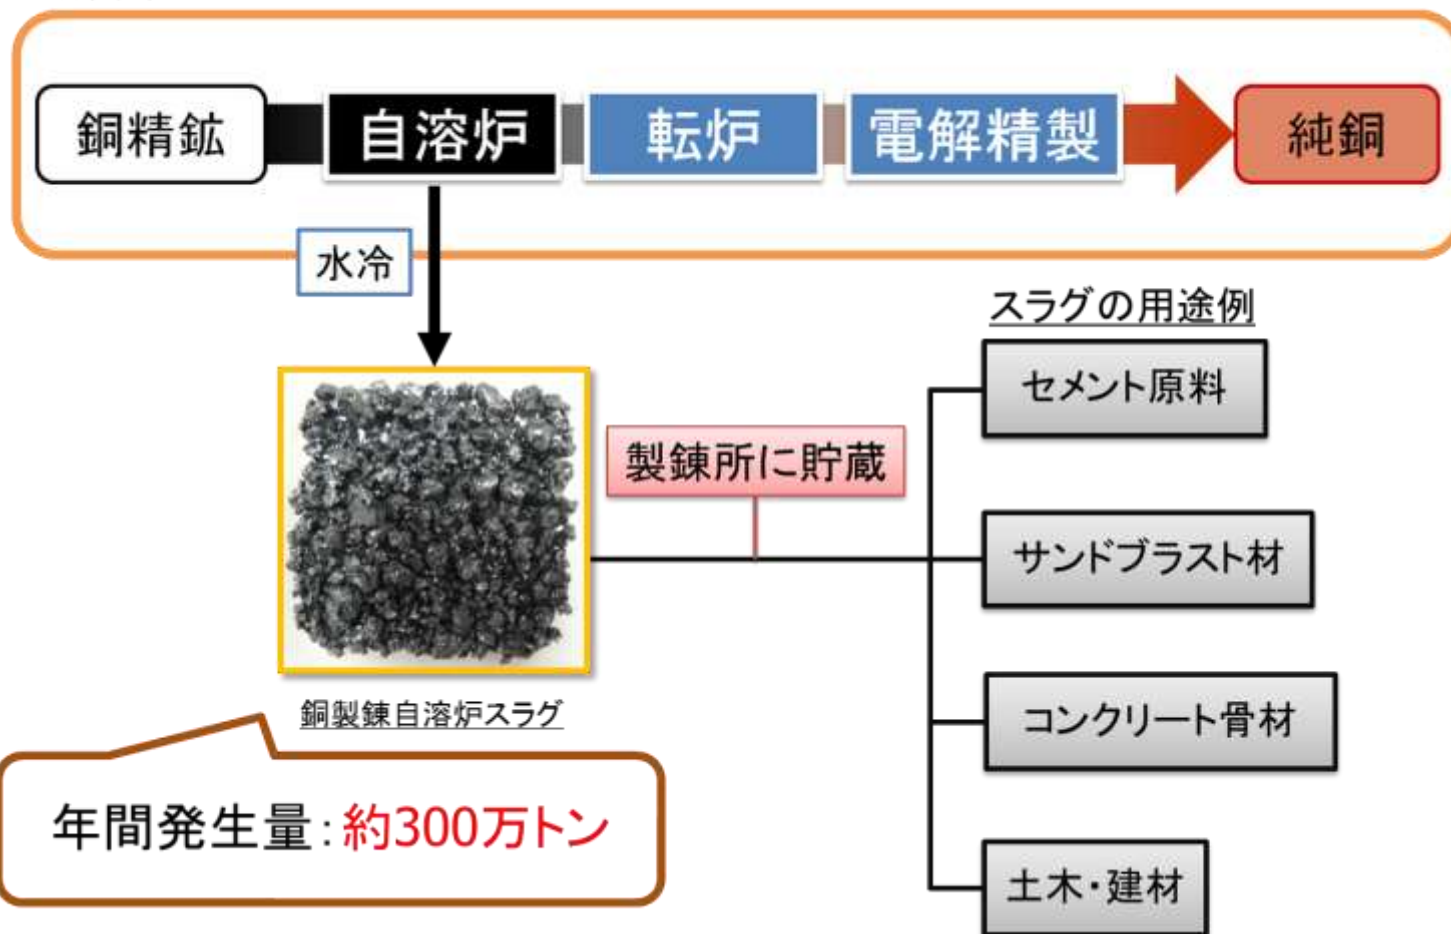 銅精鉱
自溶炉
転炉
電解精製
純銅
水冷
スラグの用途例
セメント原料
製錬所に貯蔵
サンドブラスト材
銅製錬自溶炉スラグ
コンクリート骨材
年間発生量：約300万トン
土木・建材